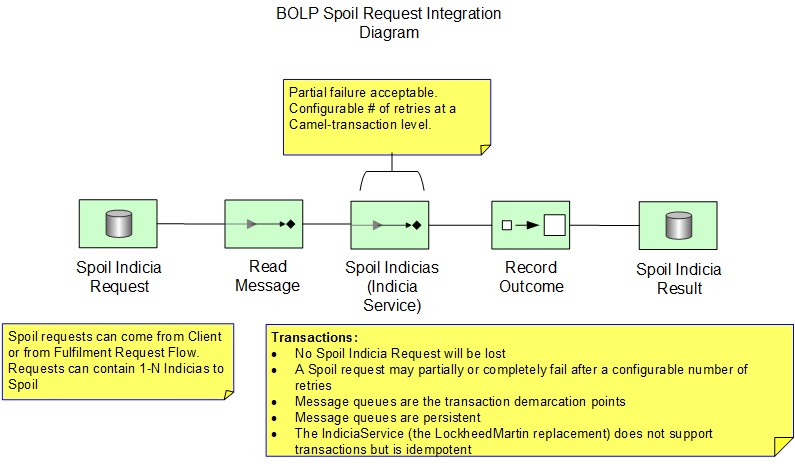 BOLP Spoil Request Integration
Diagram
Partial failure acceptable.
Configurable # of retries at a
Camel-transaction level.
Spoil Indicia
Request
Read
Message
Spoil Indicias
(Indicia
Service)
Record
Outcome
Spoil Indicia
Result
Spoil requests can come from Client
or from Fulfilment Request Flow.
Requests can contain 1-N Indicias to
Spoil
Transactions:
• No Spoil Indicia Request will be lost
• A Spoil request may partially or completely fail after a configurable number of
retries
• Message queues are the transaction demarcation points
• Message queues are persistent
• The IndiciaService (the LockheedMartin replacement) does not support
transactions but is idempotent